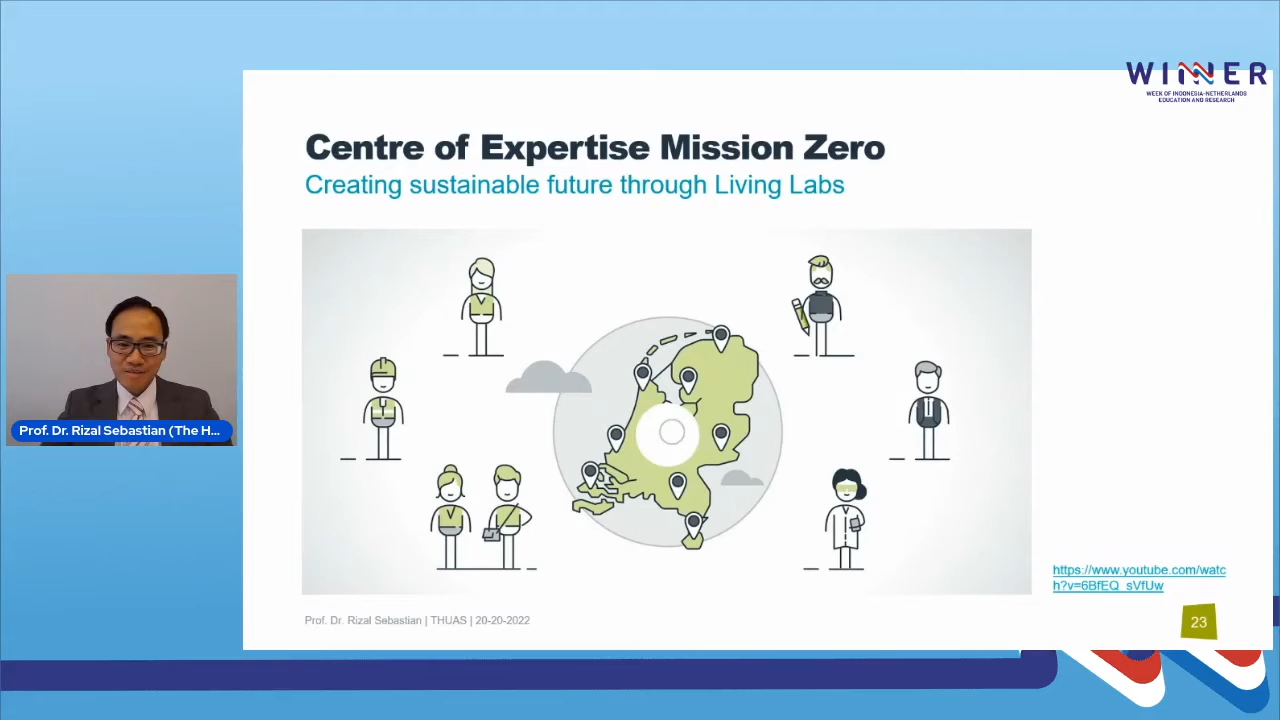 WINNER
WEEK OF INDONESIA-NETHERLANDS
EDUCATION AND RESEARCH
Centre of Expertise Mission Zero
Creating sustainable future through Living Labs
Prof. Dr. Rizal Sebastian (The H...
https://www.youtube.com/watc
h?v=6BfEQ_sVfUw
Prof. Dr. Rizal Sebastian | THUAS | 20-20-2022
23